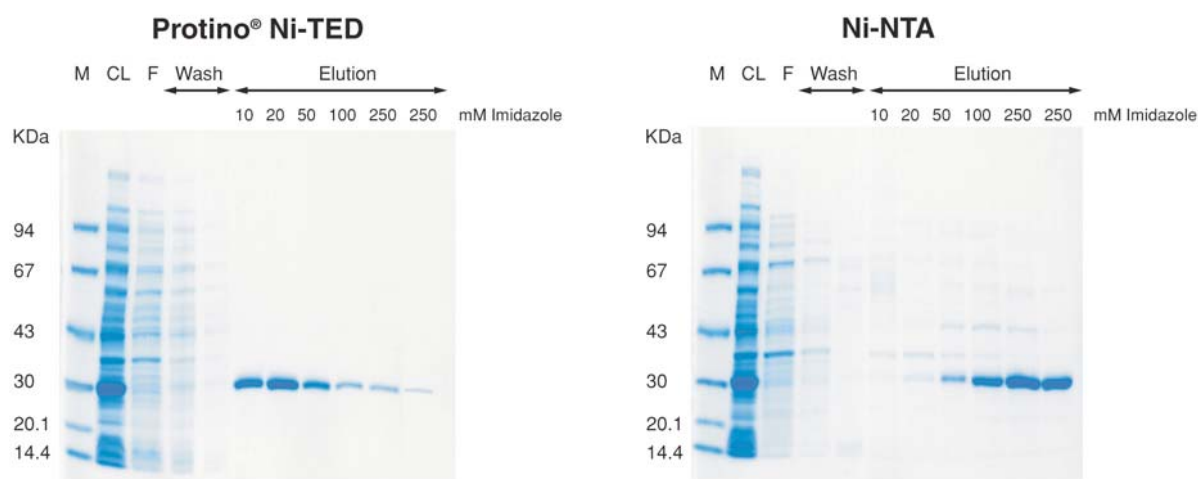 Protino® Ni-TED
M CL F Wash Elution
10 20 50 100 250 250 mM Imidazole
KDa
94
67
43
30
20.1
14.4
Ni-NTA
M CL F Wash Elution
10 20 50 100 250 250 mM Imidazole
KDa
94
67
43
30
20.1
14.4